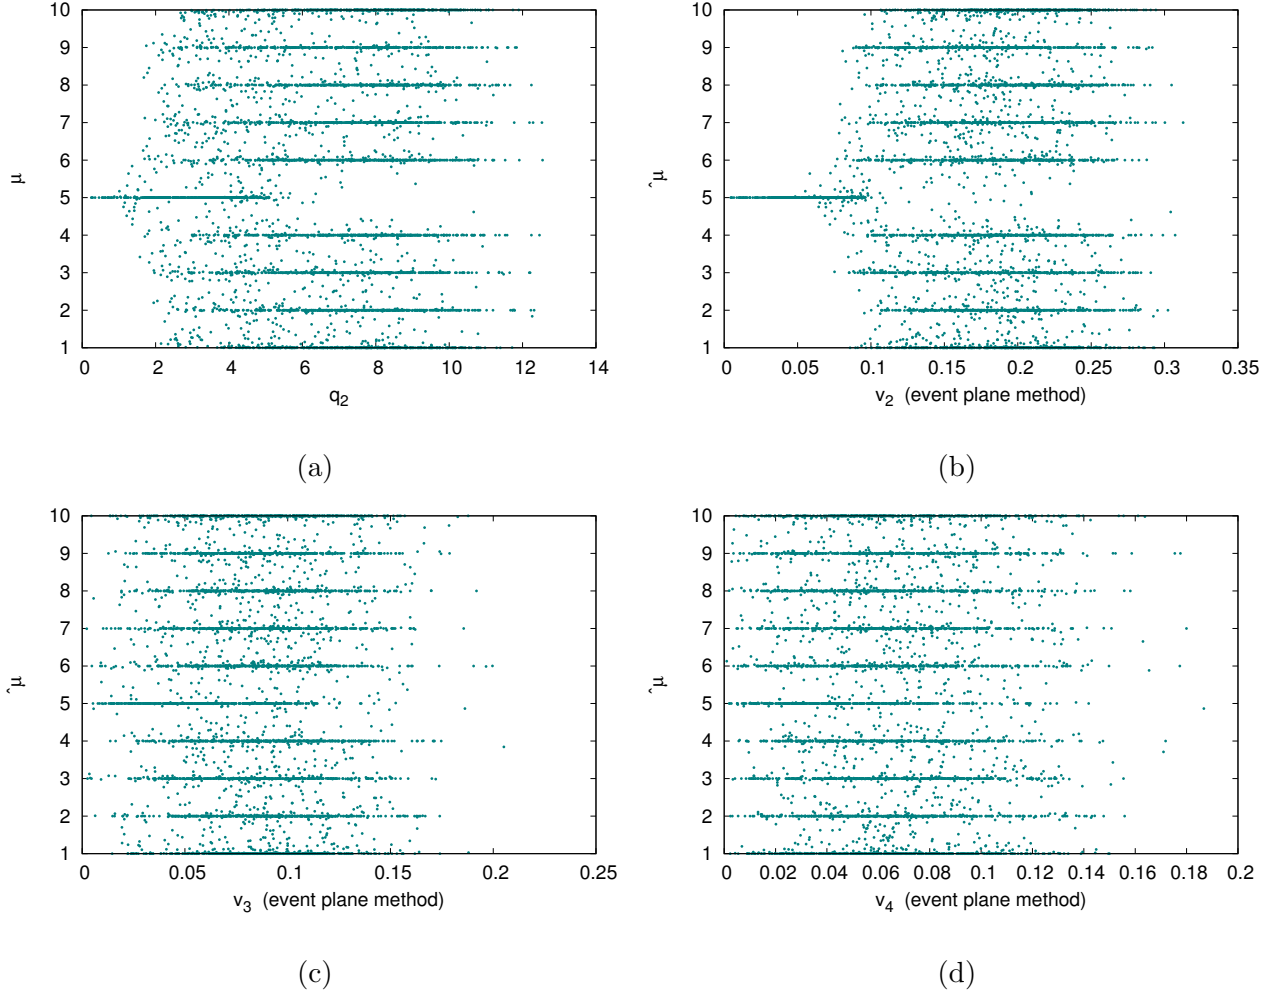 10
9
8
7
6
5
4
3
2
1
μ
0 2 4 6 8 10 12 14
q2
(a)
10
9
8
7
6
5
4
3
2
1
μ̂
0 0.05 0.1 0.15 0.2 0.25 0.3 0.35
v2 (event plane method)
(b)
10
9
8
7
6
5
4
3
2
1
μ̂
0 0.05 0.1 0.15 0.2 0.25
v3 (event plane method)
(c)
10
9
8
7
6
5
4
3
2
1
μ̂
0 0.02 0.04 0.06 0.08 0.1 0.12 0.14 0.16 0.18 0.2
v4 (event plane method)
(d)